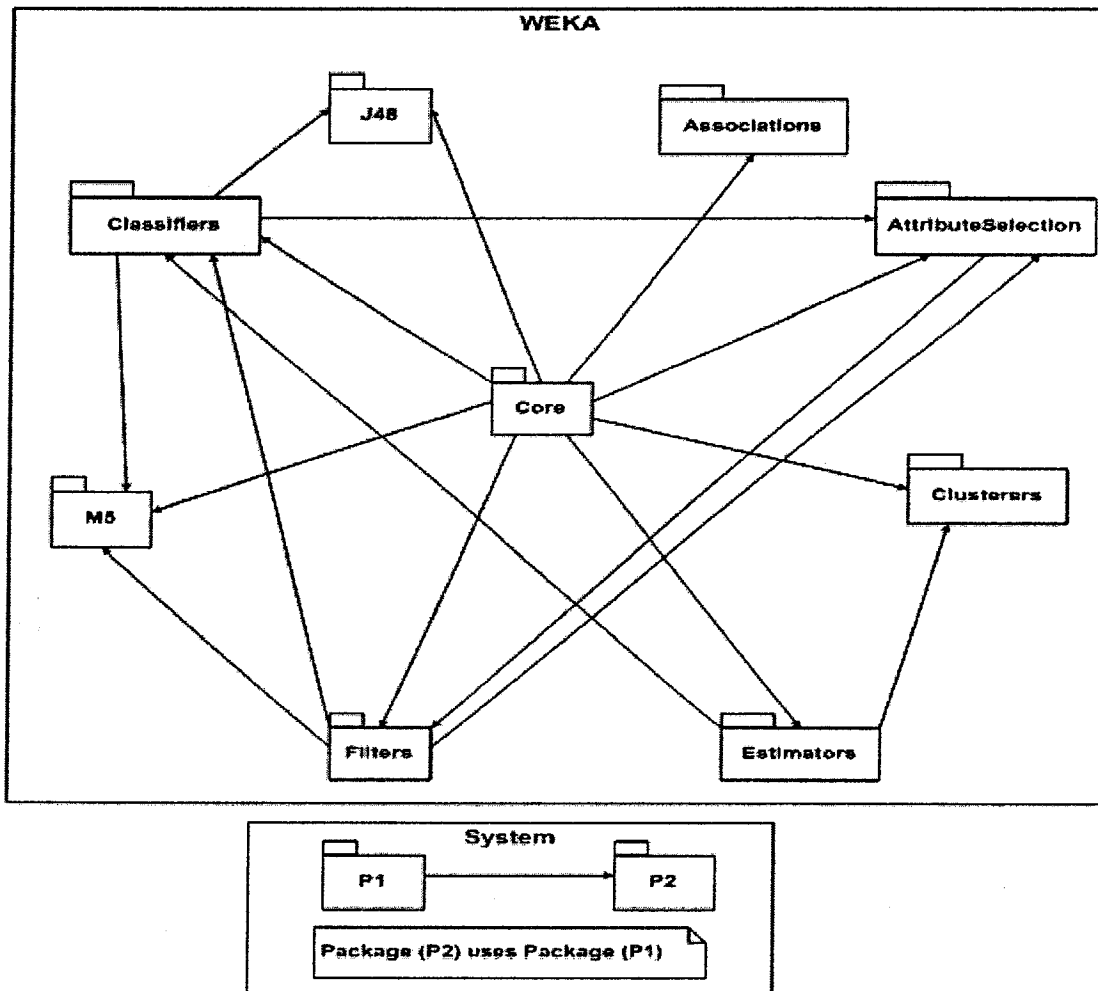 WEKA
J48
Associations
Classifiers
AttributeSelection
Core
M5
Clusterers
Filters
Estimators
System
P1
P2
Package (P2) uses Package (P1)